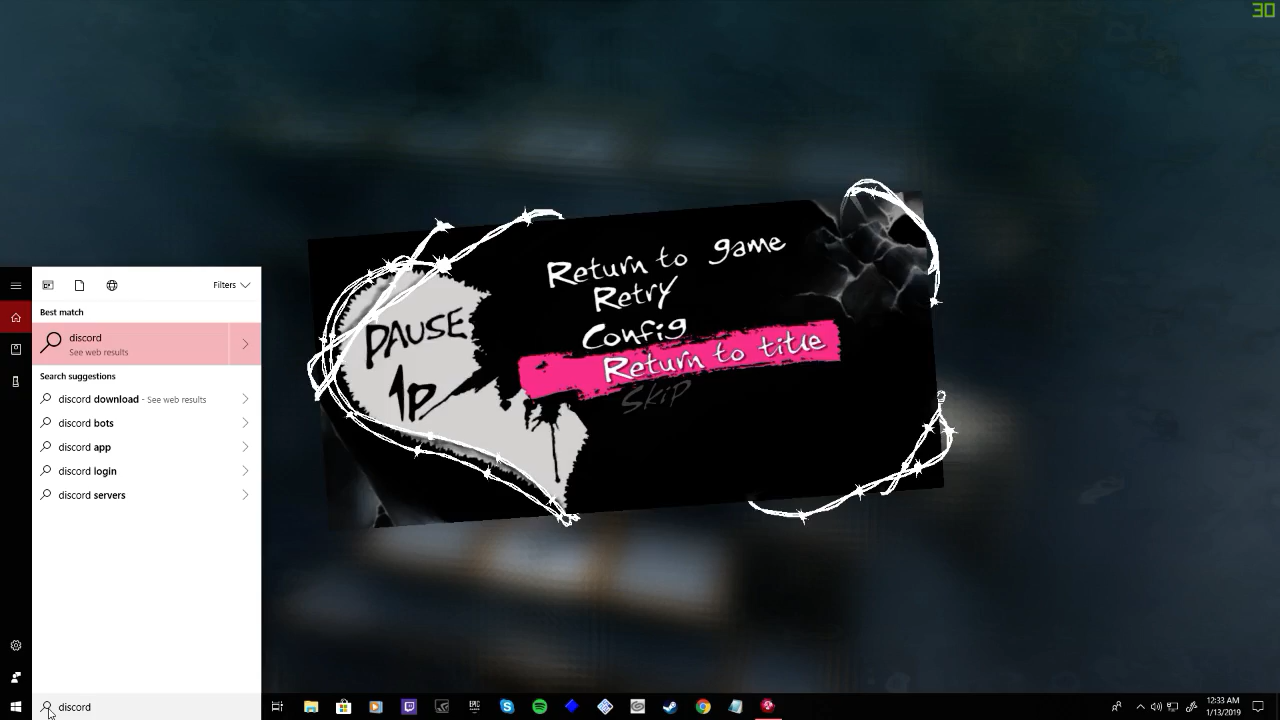 30
Filters
Best match
discord
See web results
Search suggestions
discord download - See web results
discord bots
discord app
discord login
discord servers
discord
PAUSE
1P
Return to game
Retry
Config
Return to title
Skip
EPIC
12:33 AM
1/13/2019